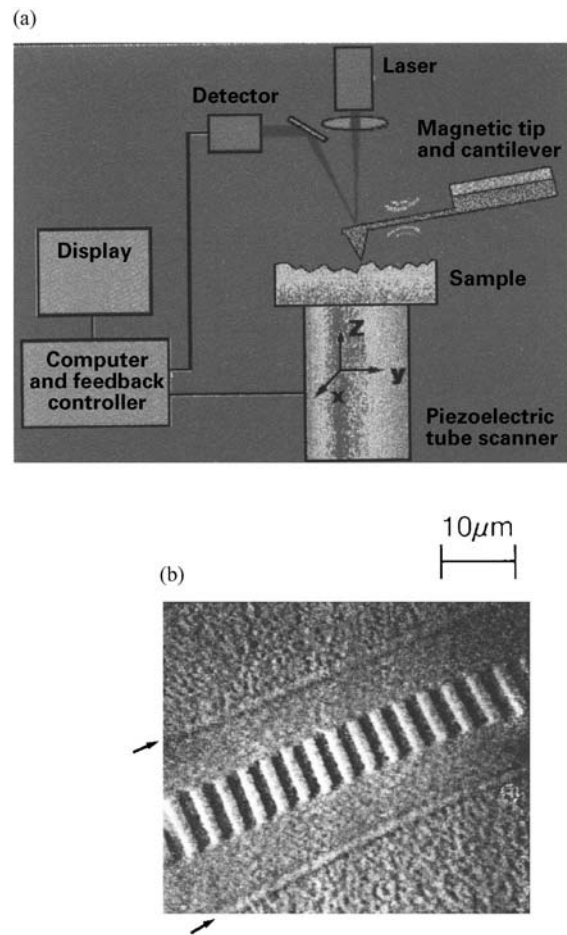 (a)
Laser
Detector
Magnetic tip
and cantilever
Display
Sample
Computer
and feedback
controller
z
y
x
Piezoelectric
tube scanner
10μm
(b)